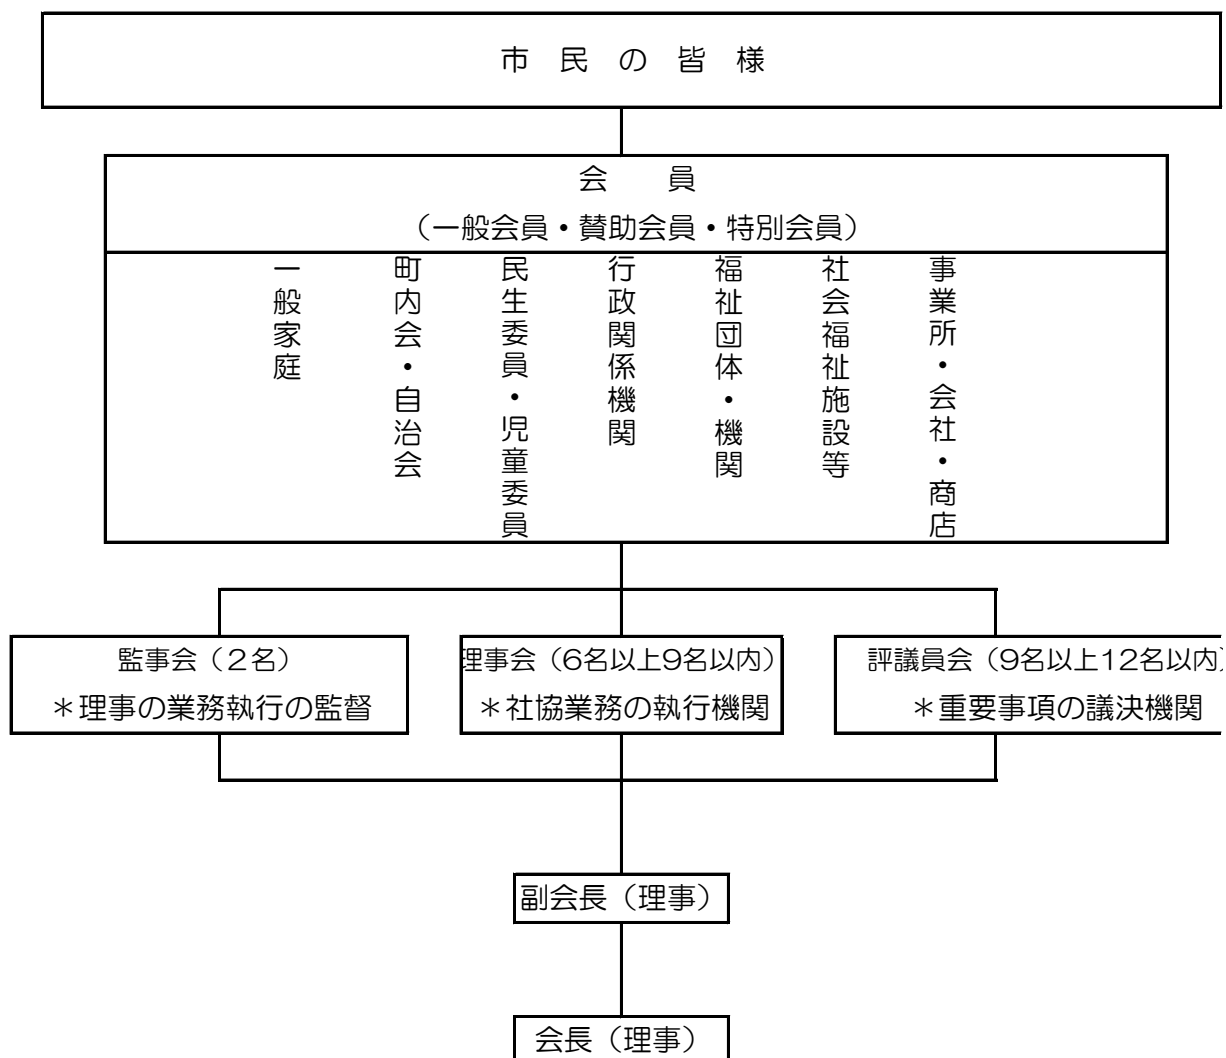 市 民 の 皆 様
会 員
（一般会員・賛助会員・特別会員）
一般家庭
町内会・自治会
民生委員・児童委員
行政関係機関
福祉団体・機関
社会福祉施設等
事業所・会社・商店
監事会（２名）
＊理事の業務執行の監督
理事会（6名以上9名以内）
＊社協業務の執行機関
評議員会（9名以上12名以内）
＊重要事項の議決機関
副会長（理事）
会長（理事）